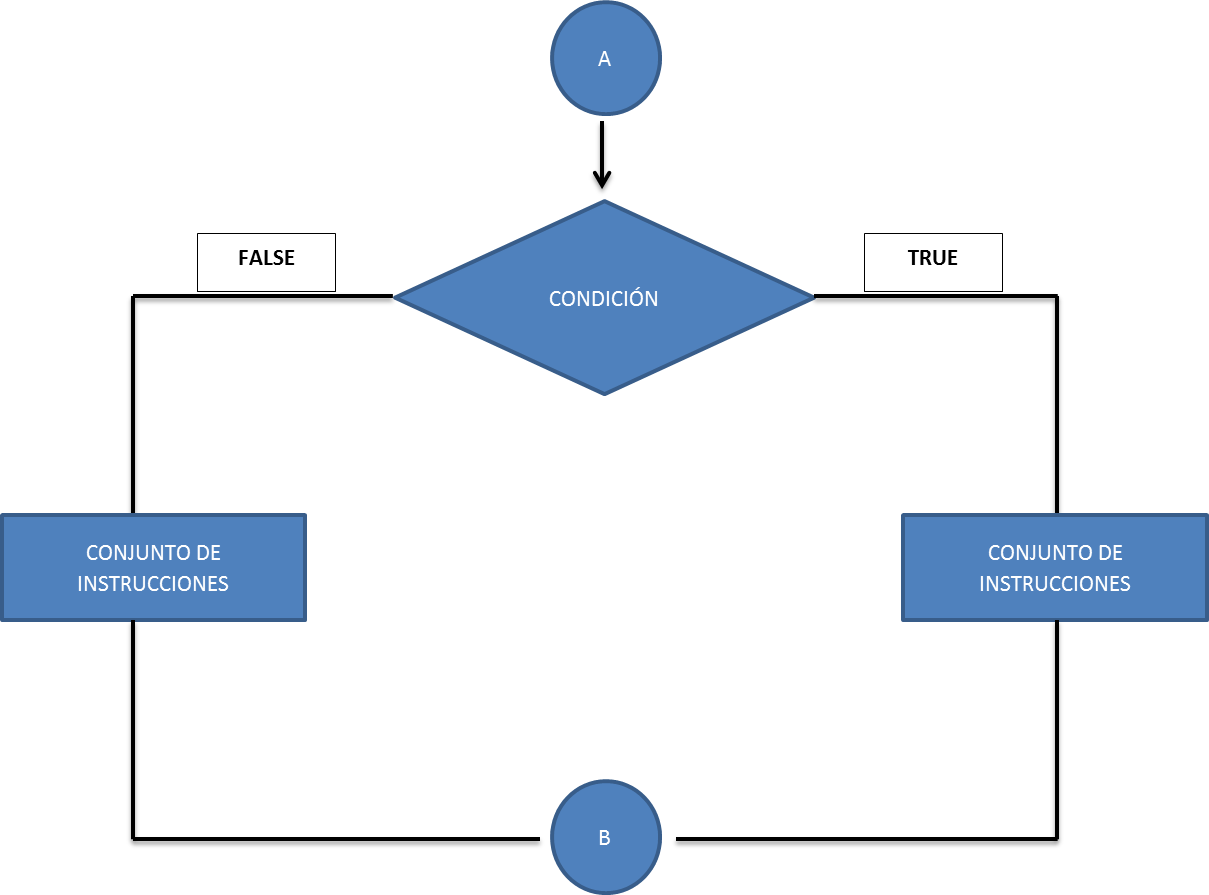 A
FALSE
TRUE
CONDICIÓN
CONJUNTO DE
INSTRUCCIONES
CONJUNTO DE
INSTRUCCIONES
B